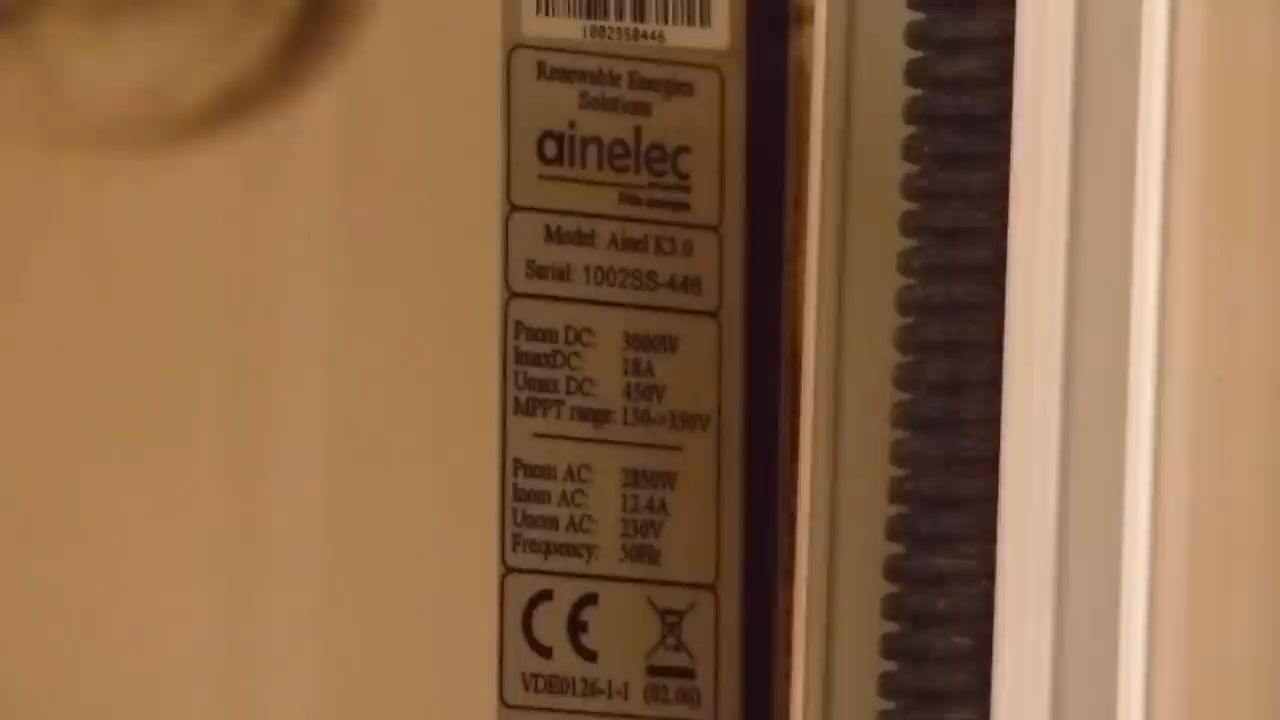 1002SS0446
Renewable Energies
Solutions
ainelec
Model: Ainel K3.0
Serial: 1002SS-446
Pnom DC: 3000W
ImaxDC: 18A
Umax DC: 450V
MPPT range: 150->350V
Pnom AC: 2850W
Inom AC: 12.4A
Unom AC: 230V
Frequency: 50Hz
CE
VDE0126-1-1 (02.06)